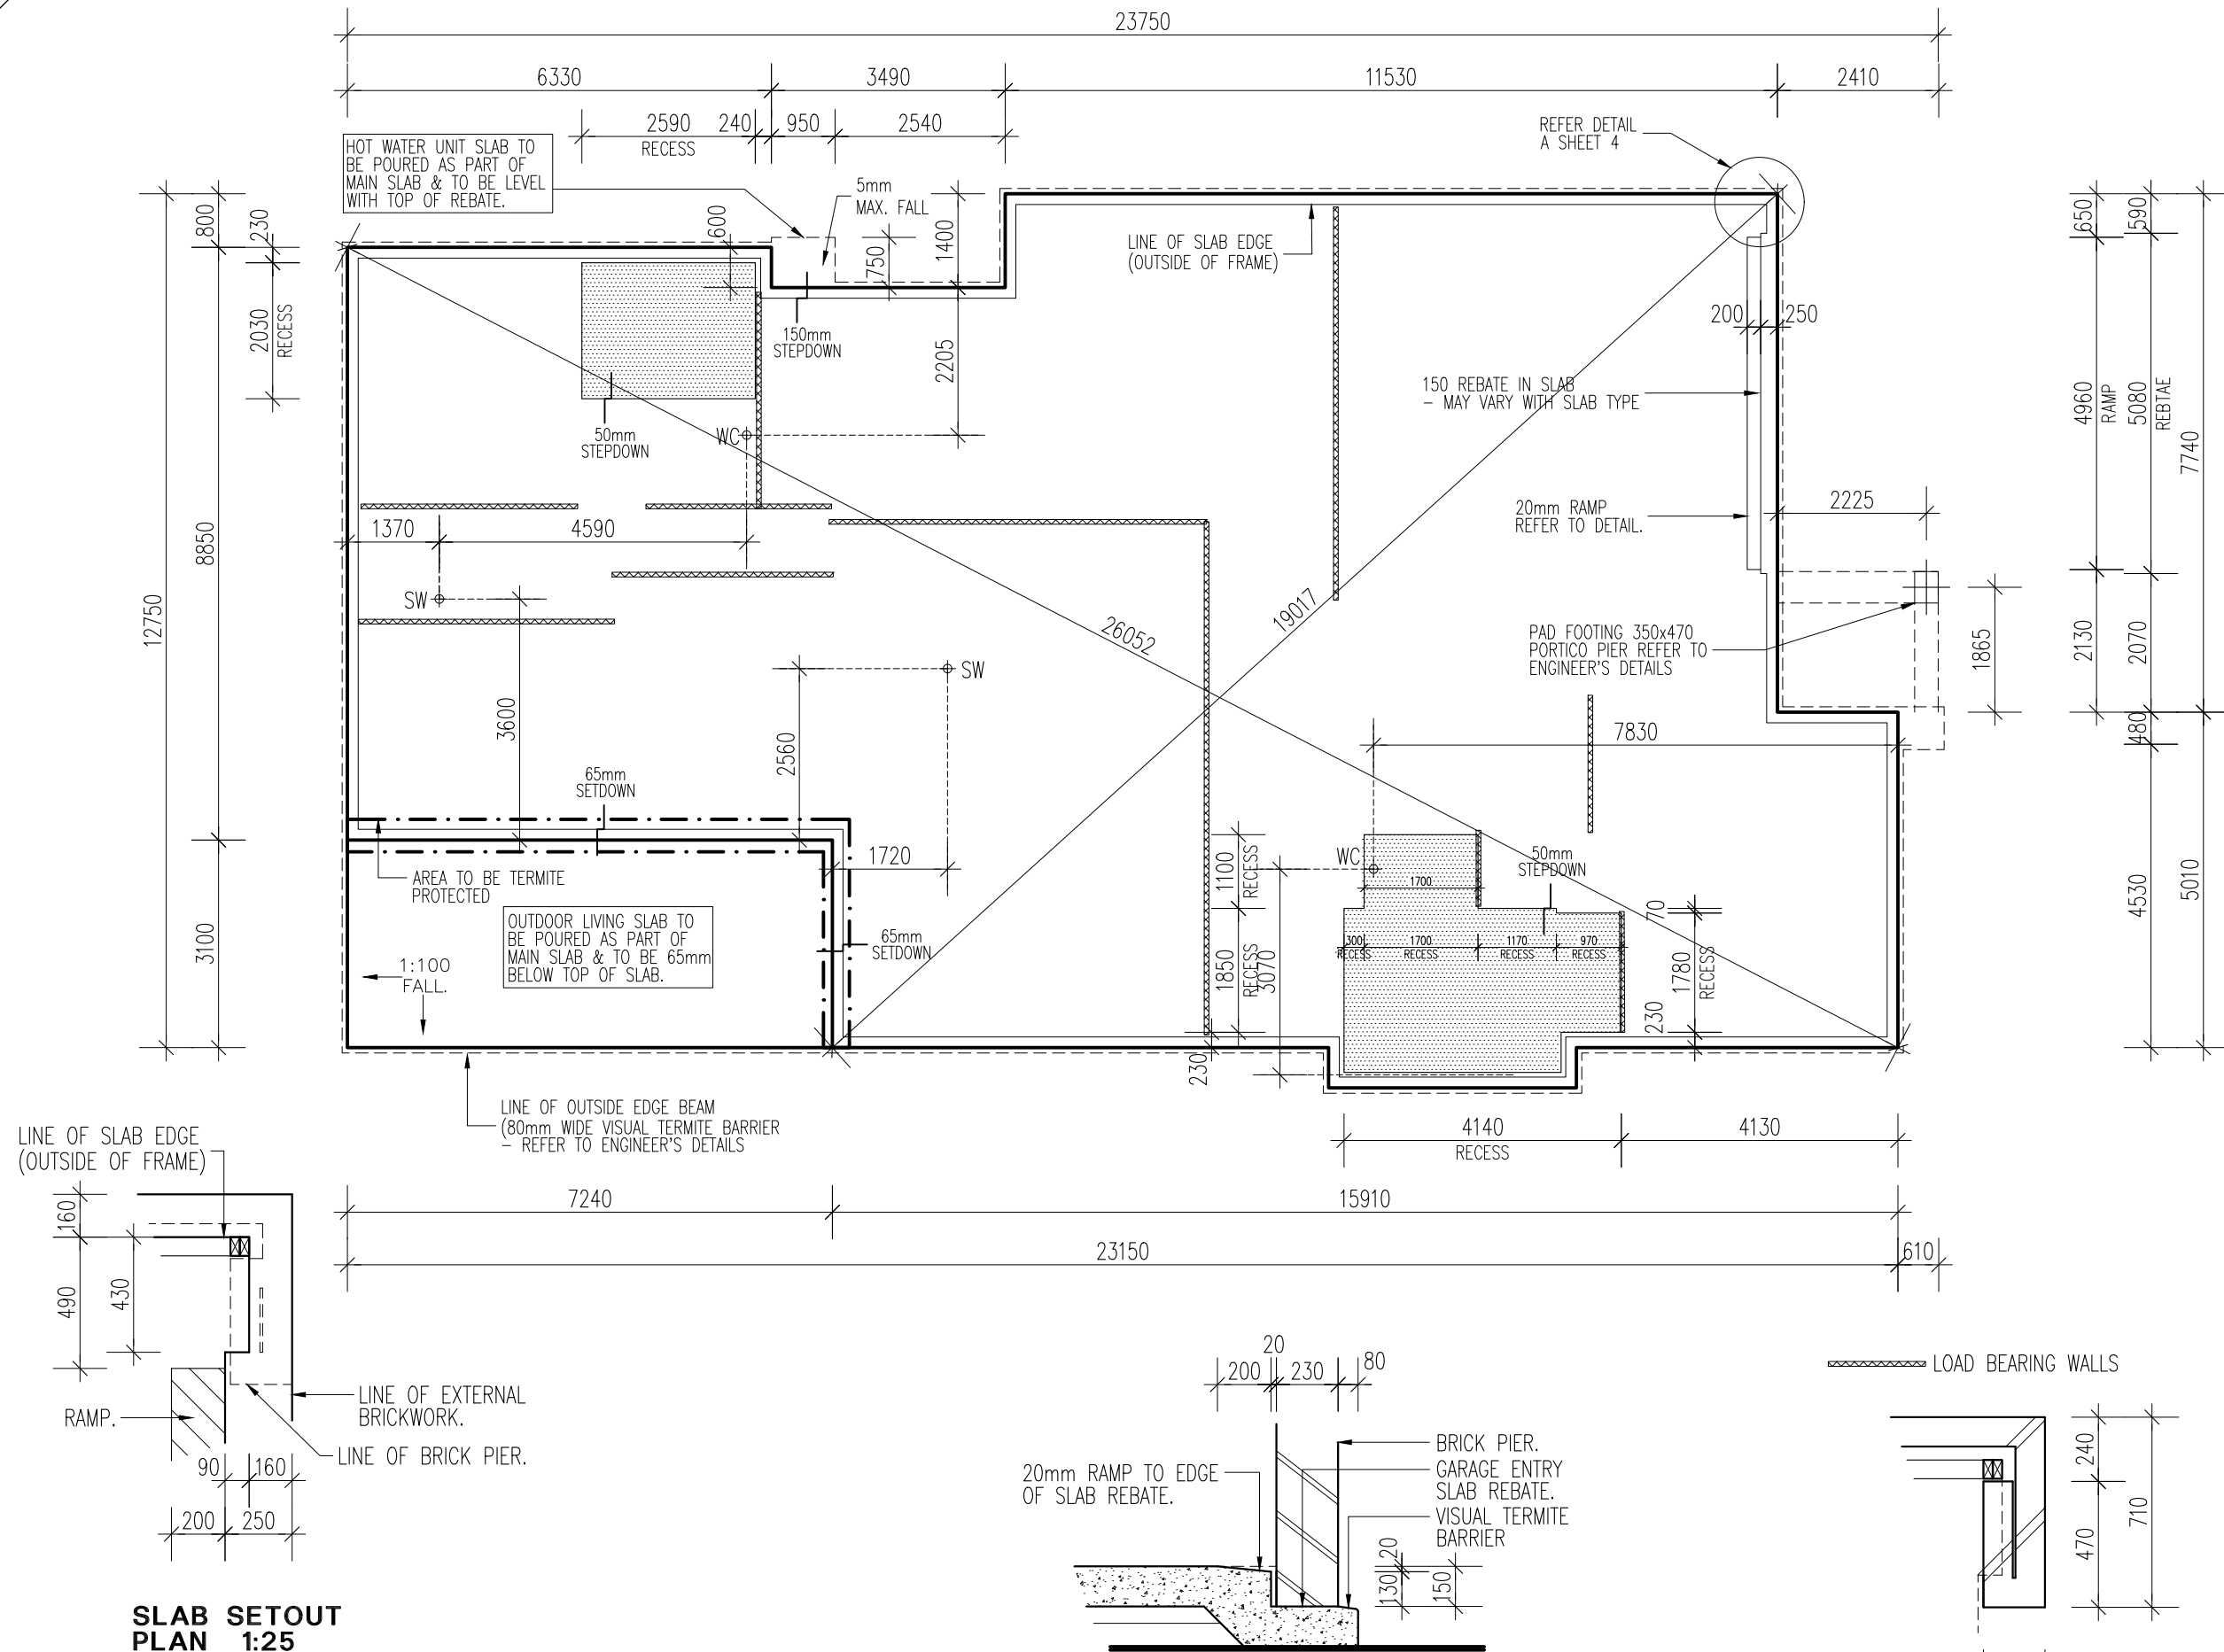 23750
6330
3490
11530
2410
2590
RECESS
240
950
2540
HOT WATER UNIT SLAB TO
BE POURED AS PART OF
MAIN SLAB & TO BE LEVEL
WITH TOP OF REBATE.
5mm
MAX. FALL
REFER DETAIL
A SHEET 4
LINE OF SLAB EDGE
(OUTSIDE OF FRAME)
800
230
2030
RECESS
8850
12750
3100
600
750
1400
2205
150mm
STEPDOWN
50mm
STEPDOWN
WC
1370
4590
SW
3600
2560
SW
65mm
SETDOWN
1720
26052
19017
200
250
150 REBATE IN SLAB
- MAY VARY WITH SLAB TYPE
20mm RAMP
REFER TO DETAIL.
2225
PAD FOOTING 350x470
PORTICO PIER REFER TO
ENGINEER'S DETAILS
1865
650
590
4960
RAMP
5080
REBTAE
7740
2130
2070
480
4530
5010
7830
AREA TO BE TERMITE
PROTECTED
OUTDOOR LIVING SLAB TO
BE POURED AS PART OF
MAIN SLAB & TO BE 65mm
BELOW TOP OF SLAB.
1:100
FALL.
65mm
SETDOWN
WC
50mm
STEPDOWN
1100
RECESS
1850
RECESS
3070
230
1700
300
RECESS
1700
RECESS
1170
RECESS
970
RECESS
70
1780
RECESS
230
LINE OF OUTSIDE EDGE BEAM
(80mm WIDE VISUAL TERMITE BARRIER
- REFER TO ENGINEER'S DETAILS
4140
RECESS
4130
7240
15910
23150
610
LINE OF SLAB EDGE
(OUTSIDE OF FRAME)
160
490
430
RAMP.
LINE OF EXTERNAL
BRICKWORK.
LINE OF BRICK PIER.
90
160
200
250
SLAB SETOUT
PLAN 1:25
20
200
230
80
20mm RAMP TO EDGE
OF SLAB REBATE.
BRICK PIER.
GARAGE ENTRY
SLAB REBATE.
VISUAL TERMITE
BARRIER
20
130
150
LOAD BEARING WALLS
240
470
710